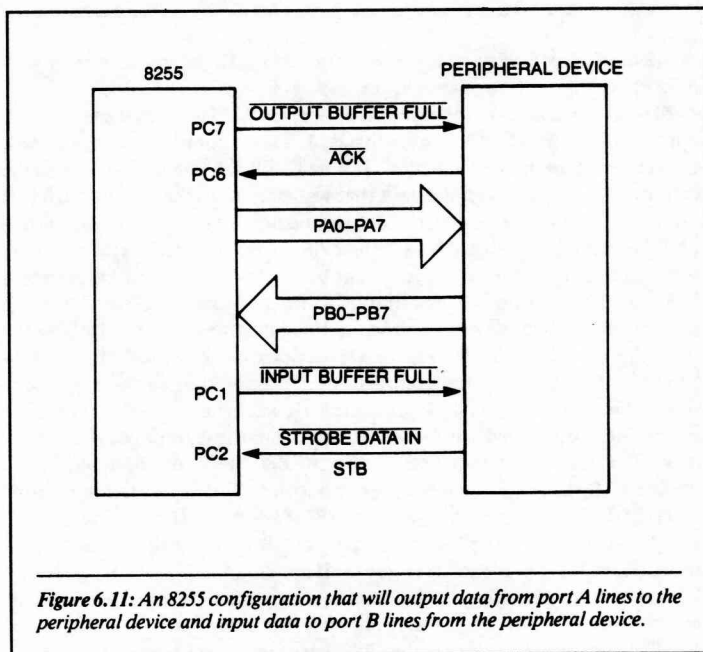 8255
PERIPHERAL DEVICE
PC7
OUTPUT BUFFER FULL
PC6
ACK
PA0–PA7
PB0–PB7
PC1
INPUT BUFFER FULL
PC2
STROBE DATA IN
STB
Figure 6.11: An 8255 configuration that will output data from port A lines to the
peripheral device and input data to port B lines from the peripheral device.